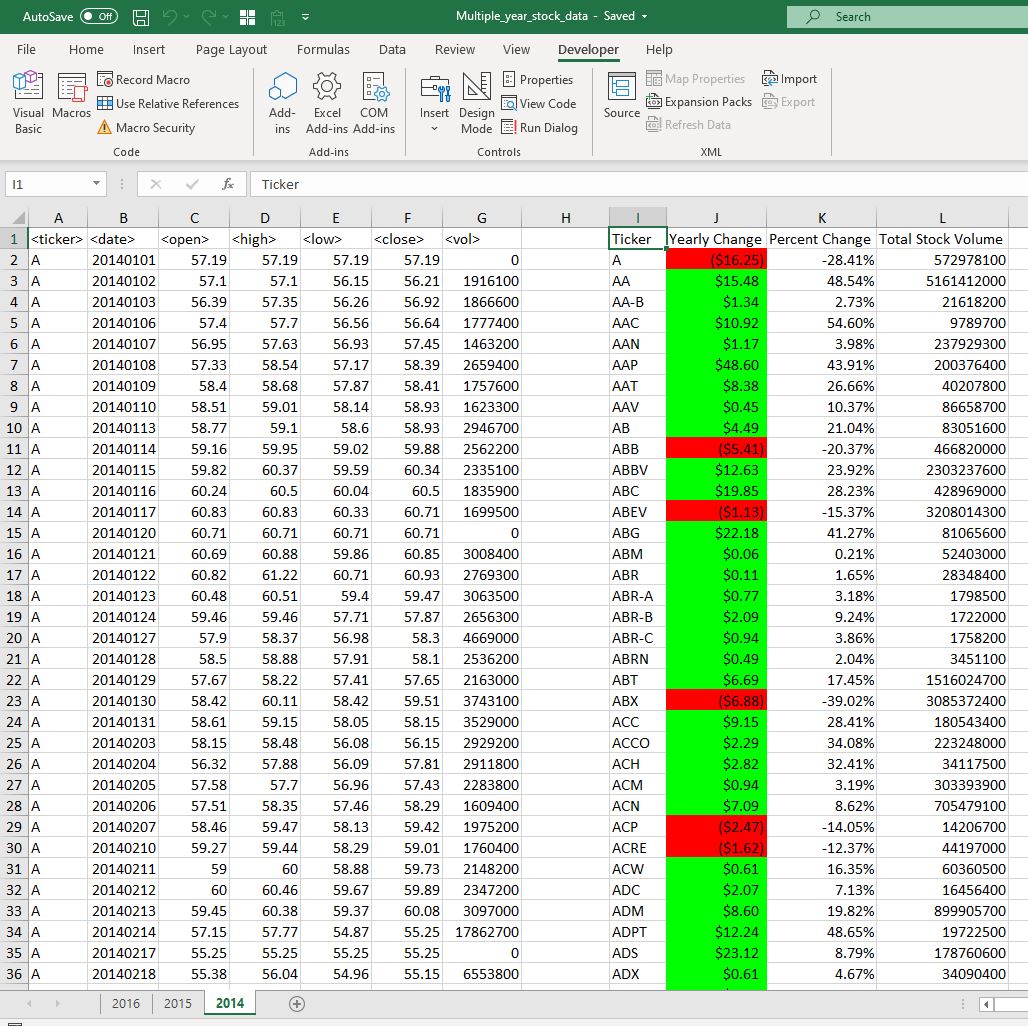 AutoSave Off Multiple_year_stock_data - Saved Search
File Home Insert Page Layout Formulas Data Review View Developer Help
Visual Basic
Macros
Record Macro
Use Relative References
Macro Security
Code
Add-ins
Excel Add-ins
COM Add-ins
Add-ins
Insert
Design Mode
Properties
View Code
Run Dialog
Controls
Source
Map Properties
Expansion Packs
Refresh Data
Import
Export
XML
I1 fx Ticker
A B C D E F G H I J K L
1 <ticker> <date> <open> <high> <low> <close> <vol> Ticker Yearly Change Percent Change Total Stock Volume
2 A 20140101 57.19 57.19 57.19 57.19 0 A ($16.25) -28.41% 572978100
3 A 20140102 57.1 57.1 56.15 56.21 1916100 AA $15.48 48.54% 5161412000
4 A 20140103 56.39 57.35 56.26 56.92 1866600 AA-B $1.34 2.73% 21618200
5 A 20140106 57.4 57.7 56.56 56.64 1777400 AAC $10.92 54.60% 9789700
6 A 20140107 56.95 57.63 56.93 57.45 1463200 AAN $1.17 3.98% 237929300
7 A 20140108 57.33 58.54 57.17 58.39 2659400 AAP $48.60 43.91% 200376400
8 A 20140109 58.4 58.68 57.87 58.41 1757600 AAT $8.38 26.66% 40207800
9 A 20140110 58.51 59.01 58.14 58.93 1623300 AAV $0.45 10.37% 86658700
10 A 20140113 58.77 59.1 58.6 58.93 2946700 AB $4.49 21.04% 83051600
11 A 20140114 59.16 59.95 59.02 59.88 2562200 ABB ($5.41) -20.37% 466820000
12 A 20140115 59.82 60.37 59.59 60.34 2335100 ABBV $12.63 23.92% 2303237600
13 A 20140116 60.24 60.5 60.04 60.5 1835900 ABC $19.85 28.23% 428969000
14 A 20140117 60.83 60.83 60.33 60.71 1699500 ABEV ($1.13) -15.37% 3208014300
15 A 20140120 60.71 60.71 60.71 60.71 0 ABG $22.18 41.27% 81065600
16 A 20140121 60.69 60.88 59.86 60.85 3008400 ABM $0.06 0.21% 52403000
17 A 20140122 60.82 61.22 60.71 60.93 2769300 ABR $0.11 1.65% 28348400
18 A 20140123 60.48 60.51 59.4 59.47 3063500 ABR-A $0.77 3.18% 1798500
19 A 20140124 59.46 59.46 57.71 57.87 2656300 ABR-B $2.09 9.24% 1722000
20 A 20140127 57.9 58.37 56.98 58.3 4669000 ABR-C $0.94 3.86% 1758200
21 A 20140128 58.5 58.88 57.91 58.1 2536200 ABRN $0.49 2.04% 3451100
22 A 20140129 57.67 58.22 57.41 57.65 2163000 ABT $6.69 17.45% 1516024700
23 A 20140130 58.42 60.11 58.42 59.51 3743100 ABX ($6.88) -39.02% 3085372400
24 A 20140131 58.61 59.15 58.05 58.15 3529000 ACC $9.15 28.41% 180543400
25 A 20140203 58.15 58.48 56.08 56.15 2929200 ACCO $2.29 34.08% 223248000
26 A 20140204 56.32 57.88 56.09 57.81 2911800 ACH $2.82 32.41% 34117500
27 A 20140205 57.58 57.7 56.96 57.43 2283800 ACM $0.94 3.19% 303393900
28 A 20140206 57.51 58.35 57.46 58.29 1609400 ACN $7.09 8.62% 705479100
29 A 20140207 58.46 59.47 58.13 59.42 1975200 ACP ($2.47) -14.05% 14206700
30 A 20140210 59.27 59.44 58.29 59.01 1760400 ACRE ($1.62) -12.37% 44197000
31 A 20140211 59 60 58.88 59.73 2148200 ACW $0.61 16.35% 60360500
32 A 20140212 60 60.46 59.67 59.89 2347000 ADC $2.07 7.13% 16456400
33 A 20140213 59.45 60.38 59.37 60.08 3097000 ADM $8.60 19.82% 899905700
34 A 20140214 57.15 57.77 54.87 55.25 17862700 ADPT $12.24 48.65% 19722500
35 A 20140217 55.25 55.25 55.25 55.25 0 ADS $23.12 8.79% 178760600
36 A 20140218 55.38 56.04 54.96 55.15 6553800 ADX $0.61 4.67% 34090400
2016 2015 2014